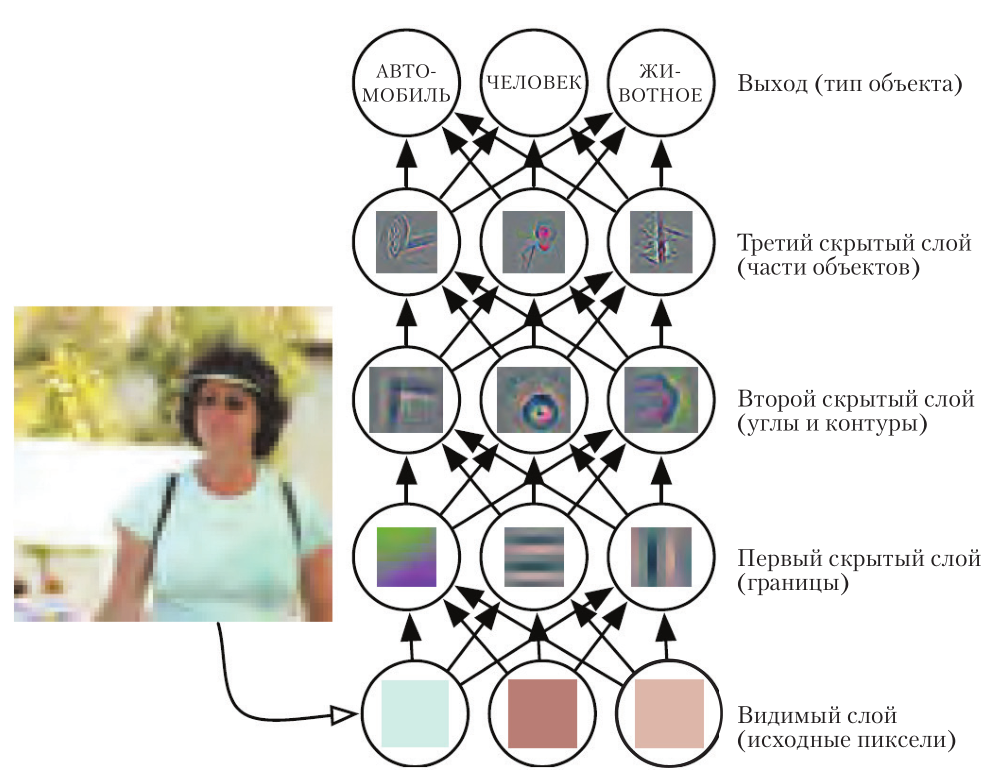 АВТО-
МОБИЛЬ
ЧЕЛОВЕК
ЖИ-
ВОТНОЕ
Выход (тип объекта)
Третий скрытый слой
(части объектов)
Второй скрытый слой
(углы и контуры)
Первый скрытый слой
(границы)
Видимый слой
(исходные пиксели)